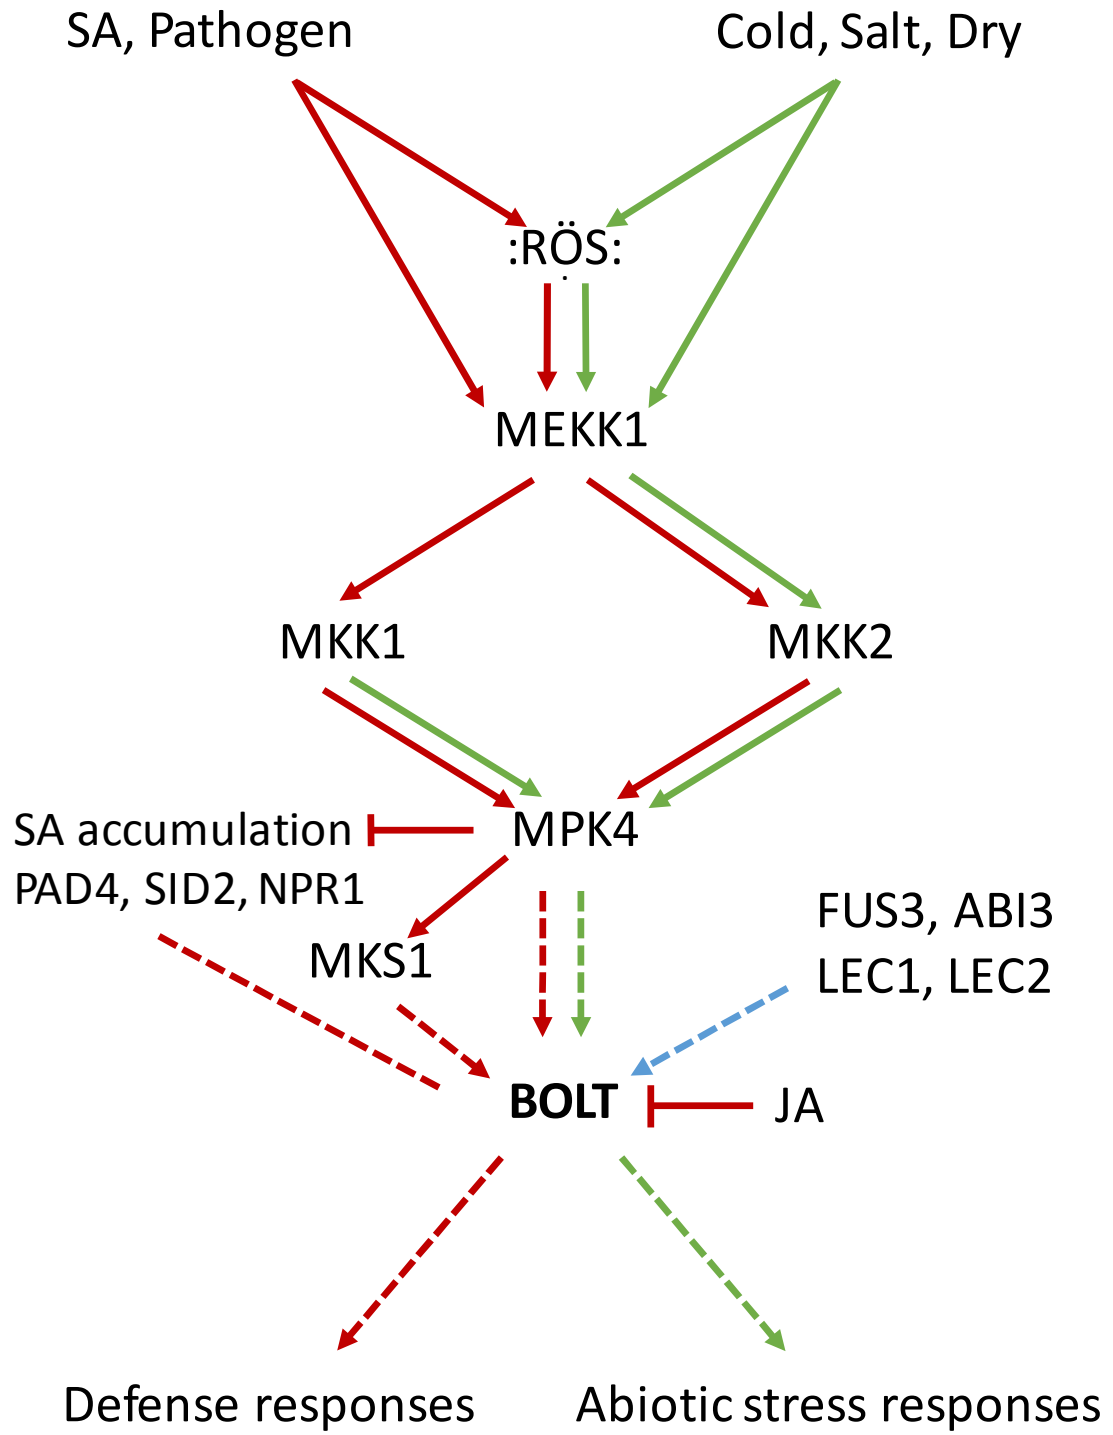 SA, Pathogen
Cold, Salt, Dry
:RÖS:
MEKK1
MKK1
MKK2
SA accumulation
MPK4
PAD4, SID2, NPR1
FUS3, ABI3
MKS1
LEC1, LEC2
BOLT
JA
Defense responses
Abiotic stress responses